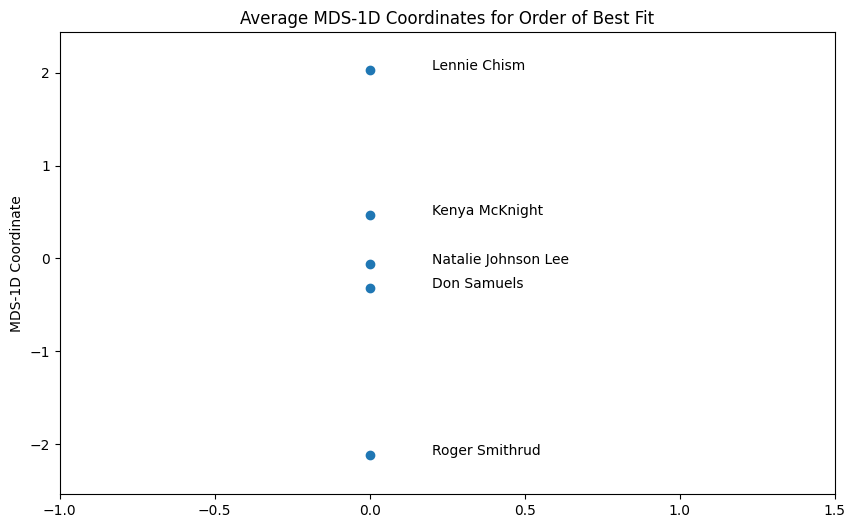 Average MDS-1D Coordinates for Order of Best Fit
MDS-1D Coordinate
2
1
0
−1
−2
Lennie Chism
Kenya McKnight
Natalie Johnson Lee
Don Samuels
Roger Smithrud
−1.0
−0.5
0.0
0.5
1.0
1.5